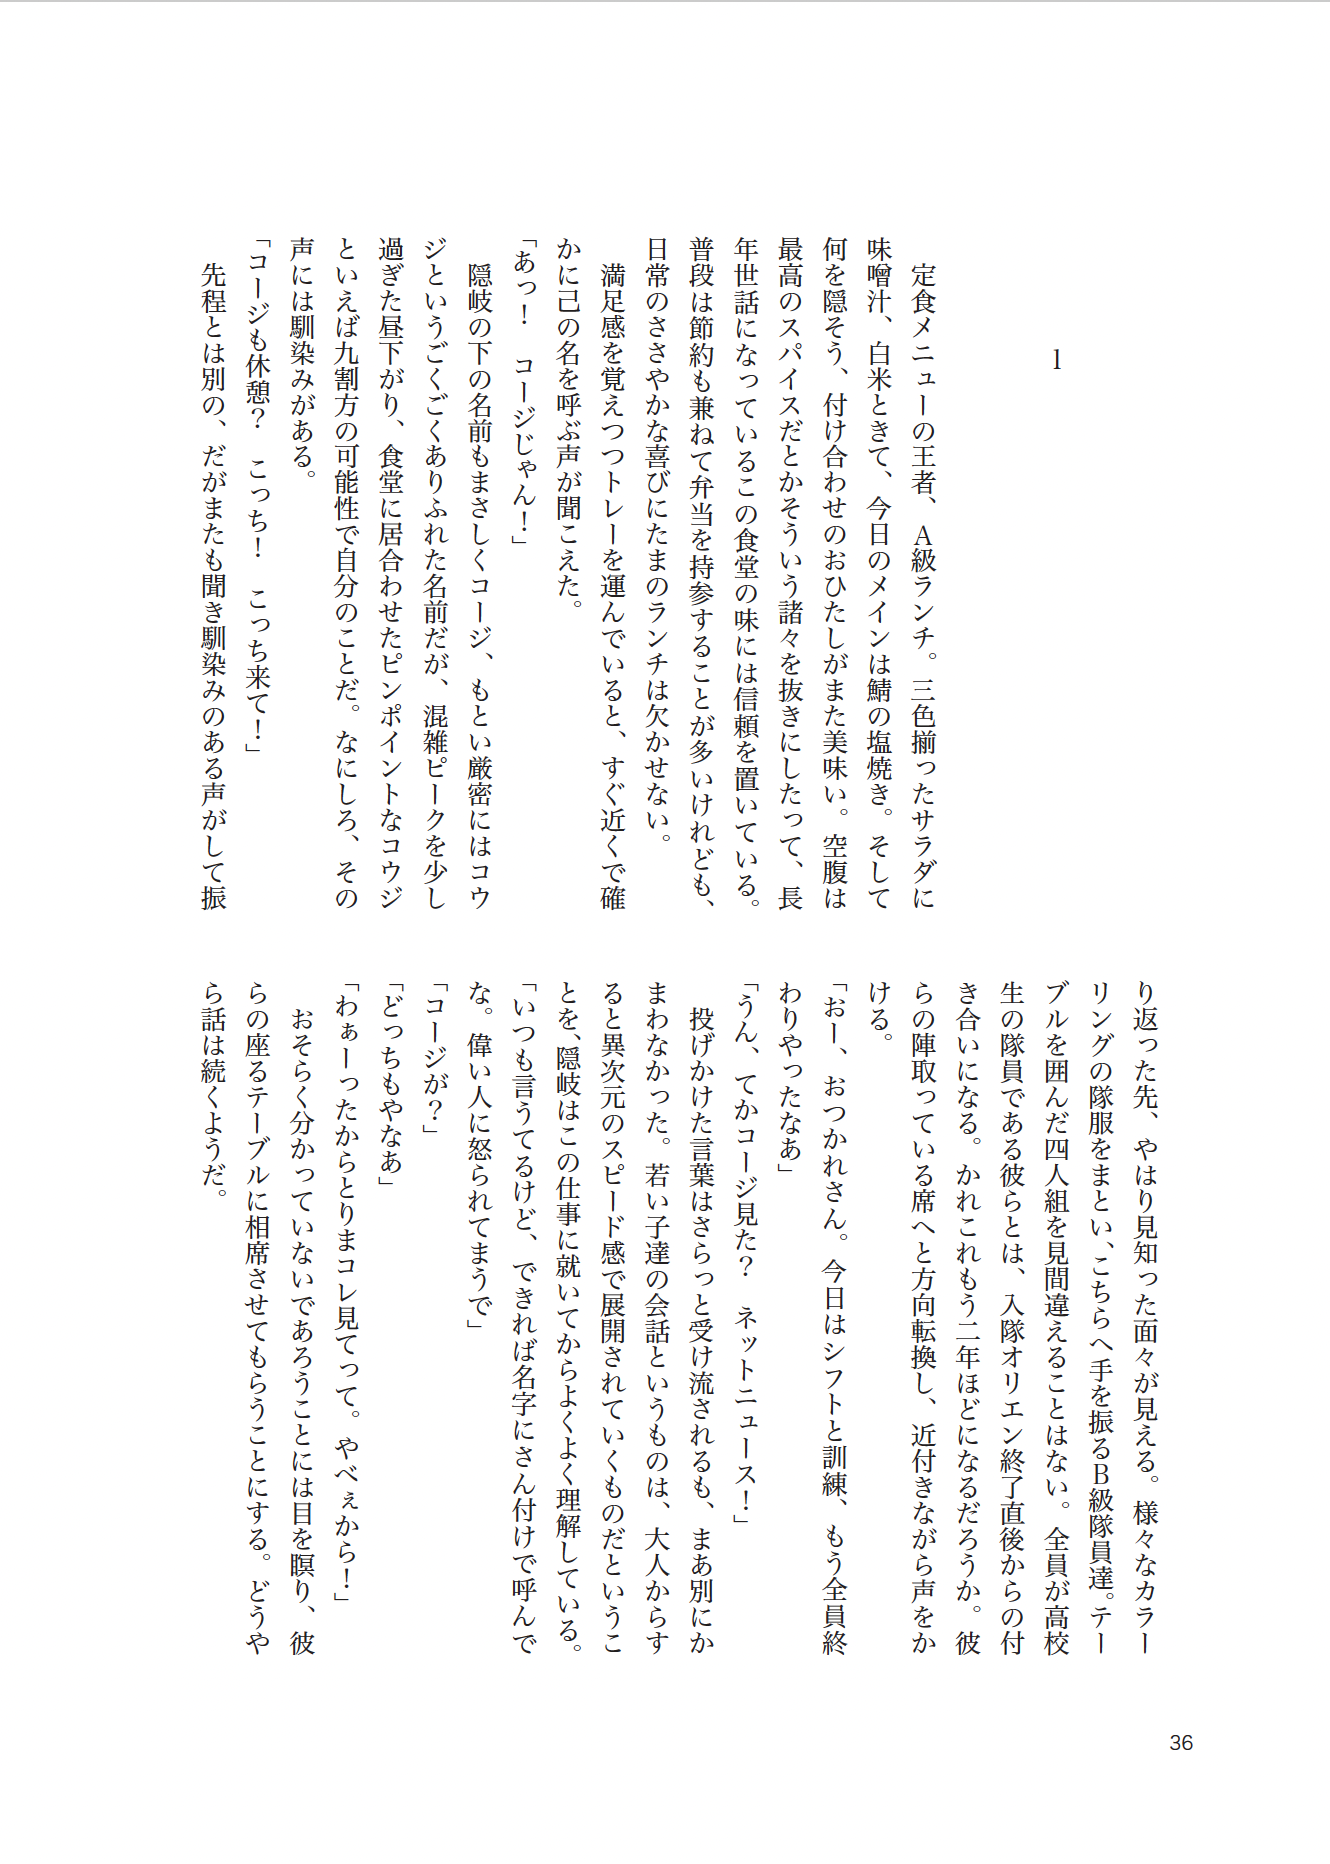 1
　定食メニューの王者、Ａ級ランチ。三色揃ったサラダに
味噌汁、白米ときて、今日のメインは鯖の塩焼き。そして
何を隠そう、付け合わせのおひたしがまた美味い。空腹は
最高のスパイスだとかそういう諸々を抜きにしたって、長
年世話になっているこの食堂の味には信頼を置いている。
普段は節約も兼ねて弁当を持参することが多いけれども、
日常のささやかな喜びにたまのランチは欠かせない。
　満足感を覚えつつトレーを運んでいると、すぐ近くで確
かに己の名を呼ぶ声が聞こえた。
「あっ！　コージじゃん！」
　隠岐の下の名前もまさしくコージ、もとい厳密にはコウ
ジというごくごくありふれた名前だが、混雑ピークを少し
過ぎた昼下がり、食堂に居合わせたピンポイントなコウジ
といえば九割方の可能性で自分のことだ。なにしろ、その
声には馴染みがある。
「コージも休憩？　こっち！　こっち来て！」
　先程とは別の、だがまたも聞き馴染みのある声がして振
り返った先、やはり見知った面々が見える。様々なカラー
リングの隊服をまとい、こちらへ手を振るＢ級隊員達。テー
ブルを囲んだ四人組を見間違えることはない。全員が高校
生の隊員である彼らとは、入隊オリエン終了直後からの付
き合いになる。かれこれもう二年ほどになるだろうか。彼
らの陣取っている席へと方向転換し、近付きながら声をか
ける。
「おー、おつかれさん。今日はシフトと訓練、もう全員終
わりやったなあ」
「うん、てかコージ見た？　ネットニュース！」
　投げかけた言葉はさらっと受け流されるも、まあ別にか
まわなかった。若い子達の会話というものは、大人からす
ると異次元のスピード感で展開されていくものだというこ
とを、隠岐はこの仕事に就いてからよくよく理解している。
「いつも言うてるけど、できれば名字にさん付けで呼んで
な。偉い人に怒られてまうで」
「コージが？」
「どっちもやなあ」
「わぁーったからとりまコレ見てって。やべぇから！」
　おそらく分かっていないであろうことには目を瞑り、彼
らの座るテーブルに相席させてもらうことにする。どうや
ら話は続くようだ。
36